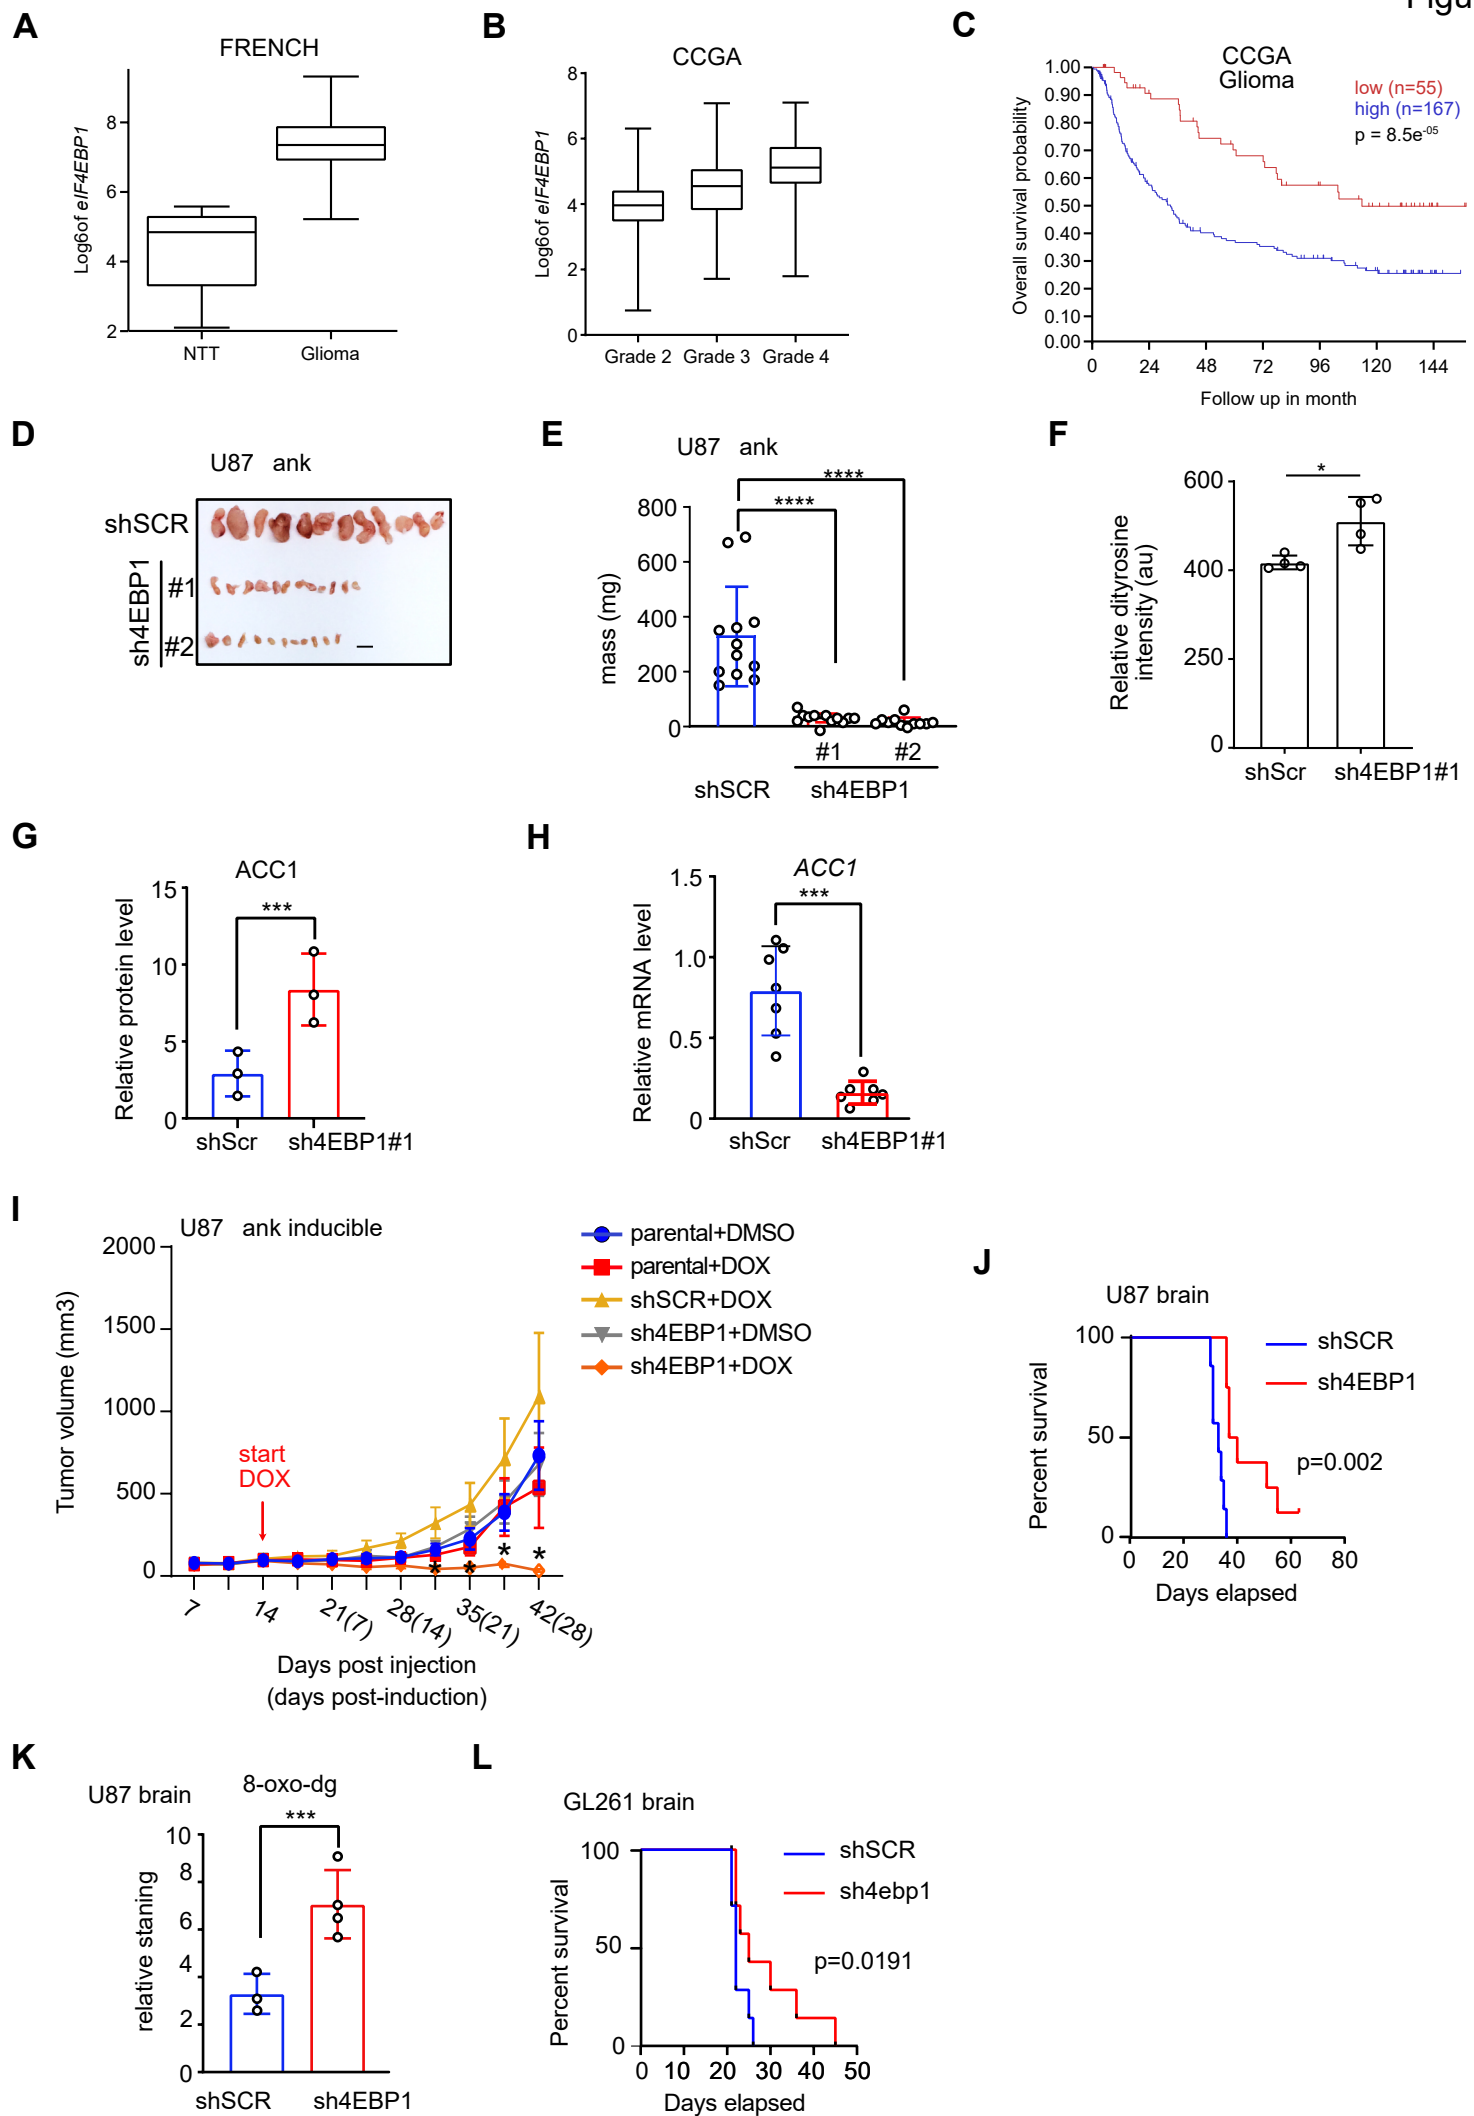 Figu
A
FRENCH
Log6of eIF4EBP1
8
6
4
2
NTT
Glioma
B
CCGA
Log6of eIF4EBP1
8
6
4
2
0
Grade 2
Grade 3
Grade 4
C
CCGA
Glioma
low (n=55)
high (n=167)
p = 8.5e-05
Overall survival probability
1.00
0.90
0.80
0.70
0.60
0.50
0.40
0.30
0.20
0.10
0.00
0 24 48 72 96 120 144
Follow up in month
D
U87 ank
shSCR
sh4EBP1
#1
#2
E
U87 ank
****
****
mass (mg)
800
600
400
200
0
#1
#2
shSCR
sh4EBP1
F
*
Relative dityrosine
intensity (au)
600
400
250
0
shScr
sh4EBP1#1
G
ACC1
***
Relative protein level
15
10
5
0
shScr
sh4EBP1#1
H
ACC1
***
Relative mRNA level
1.5
1.0
0.5
0
shScr
sh4EBP1#1
I
U87 ank inducible
Tumor volume (mm3)
2000
1500
1000
500
0
start
DOX
parental+DMSO
parental+DOX
shSCR+DOX
sh4EBP1+DMSO
sh4EBP1+DOX
* * * *
7 14 21(7) 28(14) 35(21) 42(28)
Days post injection
(days post-induction)
J
U87 brain
Percent survival
100
50
0
shSCR
sh4EBP1
p=0.002
0 20 40 60 80
Days elapsed
K
U87 brain
8-oxo-dg
***
relative staning
10
8
6
4
2
0
shSCR
sh4EBP1
L
GL261 brain
Percent survival
100
50
0
shSCR
sh4ebp1
p=0.0191
0 10 20 30 40 50
Days elapsed